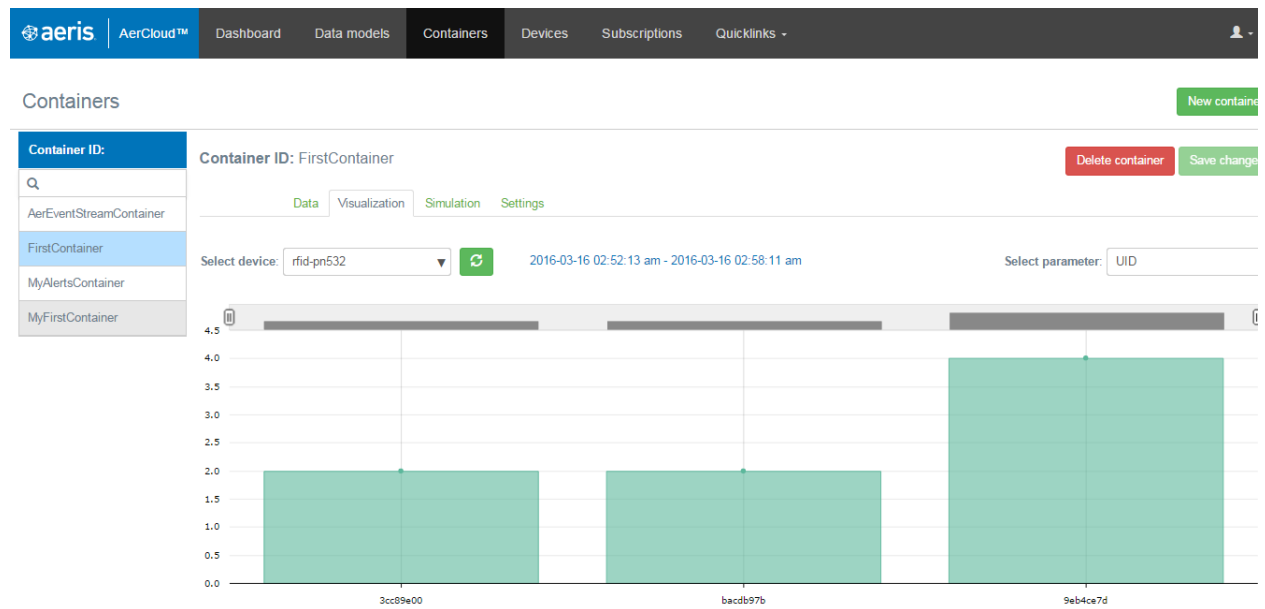 aeris AerCloud™ Dashboard Data models Containers Devices Subscriptions Quicklinks
Containers
New containe
Container ID:
AerEventStreamContainer
FirstContainer
MyAlertsContainer
MyFirstContainer
Container ID: FirstContainer
Delete container
Save change
Data Visualization Simulation Settings
Select device: rfid-pn532
2016-03-16 02:52:13 am - 2016-03-16 02:58:11 am
Select parameter: UID
4.5
4.0
3.5
3.0
2.5
2.0
1.5
1.0
0.5
0.0
3cc89e00 bacdb97b 9eb4ce7d